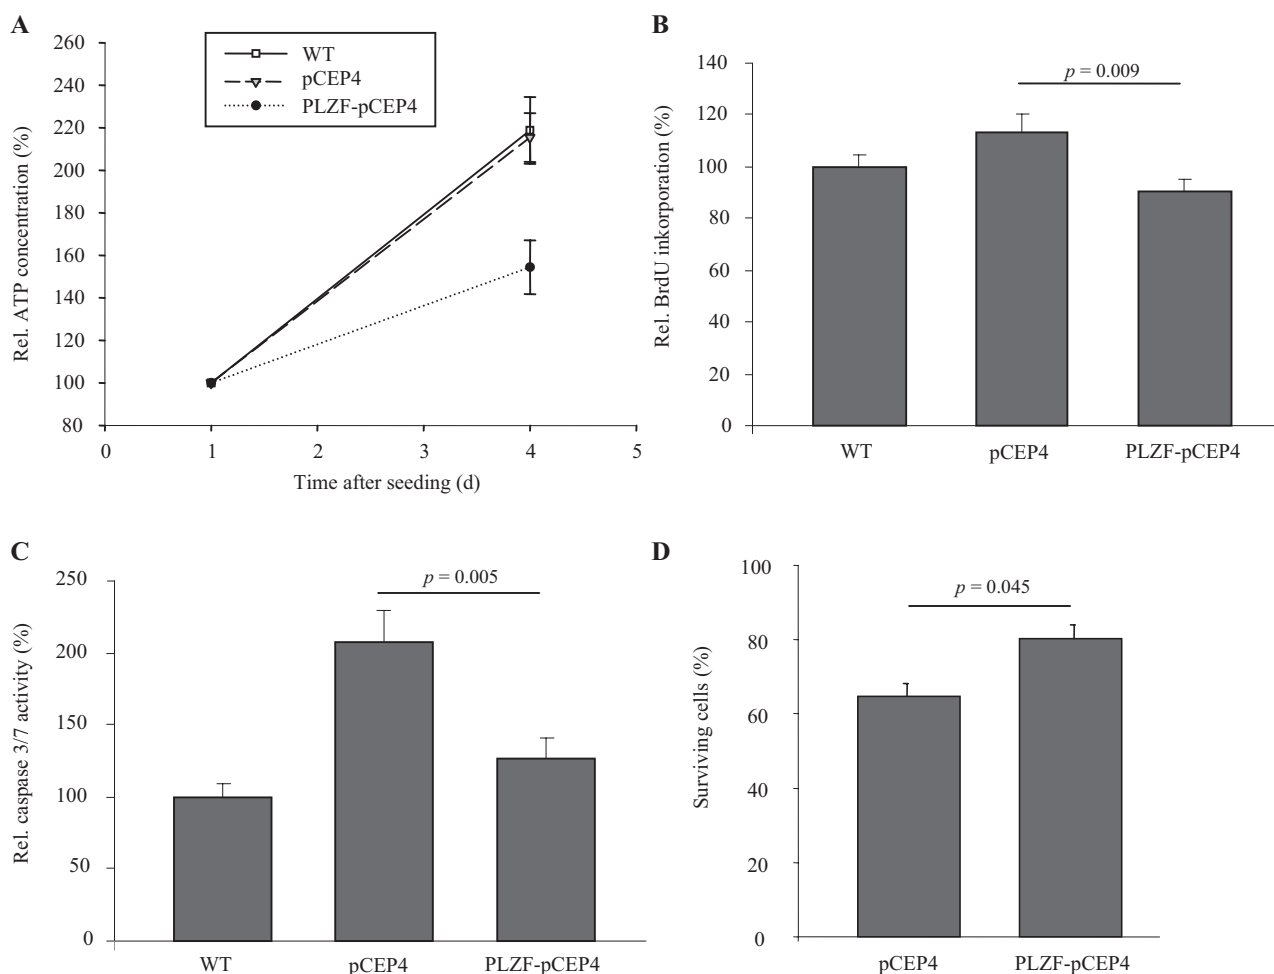 A
260
240
220
200
180
160
140
120
100
80
0
1
2
3
4
5
Rel. ATP concentration (%)
Time after seeding (d)
WT
pCEP4
PLZF-pCEP4
B
140
120
100
80
60
40
20
0
Rel. BrdU inkorporation (%)
p = 0.009
WT
pCEP4
PLZF-pCEP4
C
250
200
150
100
50
0
Rel. caspase 3/7 activity (%)
p = 0.005
WT
pCEP4
PLZF-pCEP4
D
100
80
60
40
20
0
Surviving cells (%)
p = 0.045
pCEP4
PLZF-pCEP4